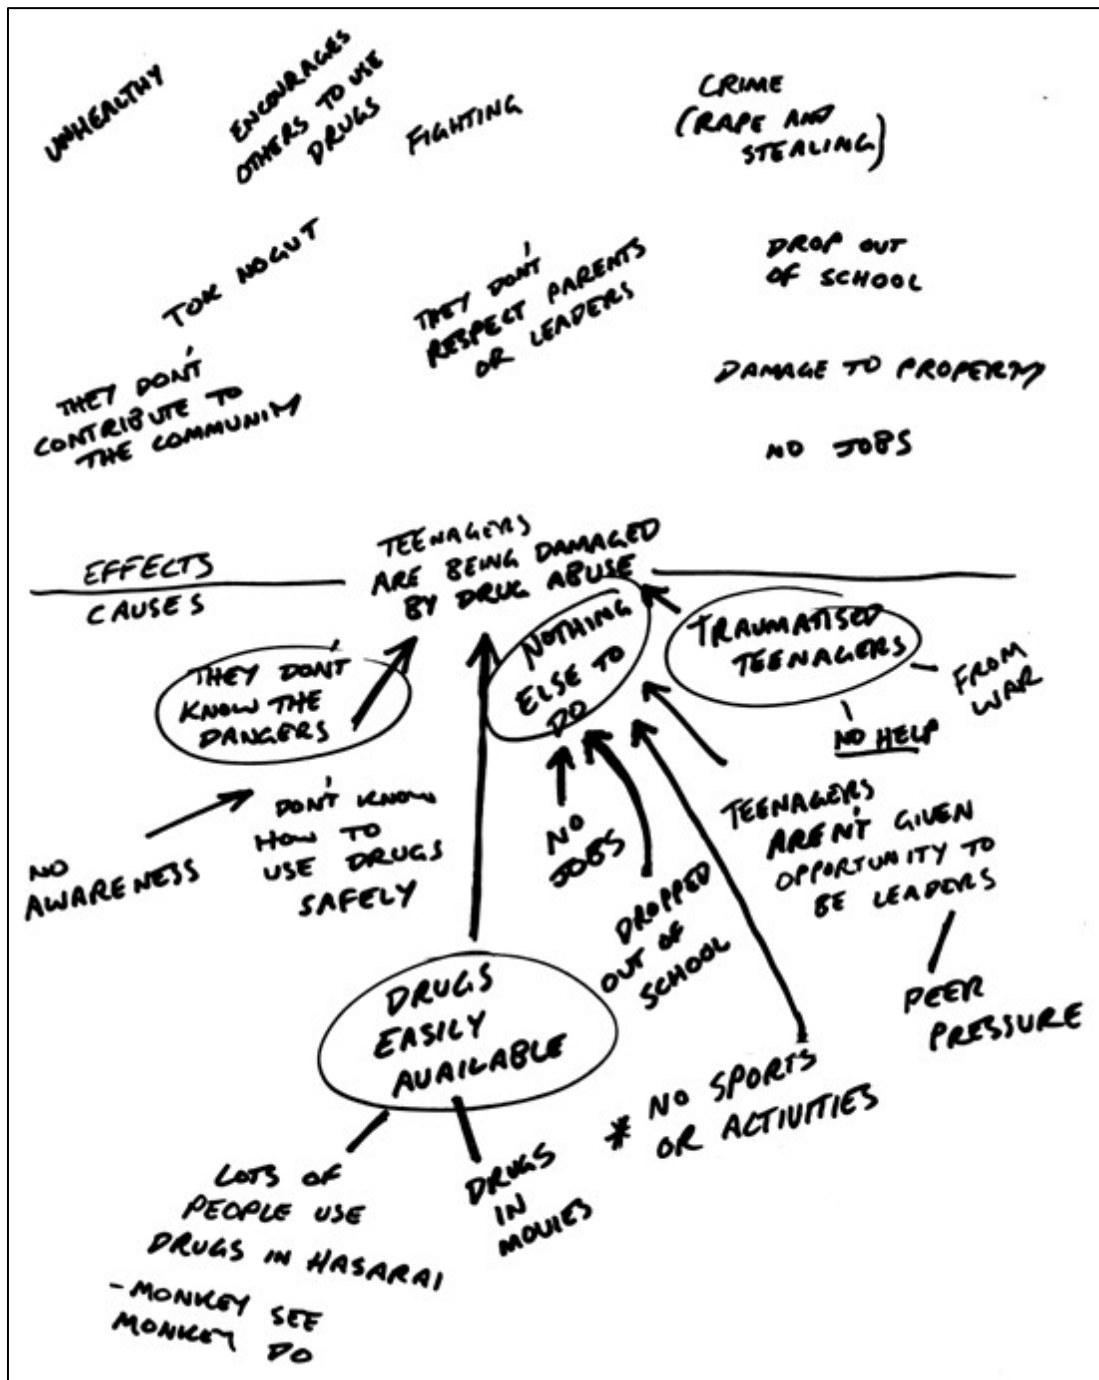 UNHEALTHY
ENCOURAGES
OTHERS TO USE
DRUGS
FIGHTING
CRIME
(RAPE AND
STEALING)
TOK NOGUT
THEY DON'T
RESPECT PARENTS
OR LEADERS
DROP OUT
OF SCHOOL
THEY DON'T
CONTRIBUTE TO
THE COMMUNITY
DAMAGE TO PROPERTY
NO JOBS
EFFECTS
CAUSES
TEENAGERS
ARE BEING DAMAGED
BY DRUG ABUSE
THEY DON'T
KNOW THE
DANGERS
NOTHING
ELSE TO
DO
TRAUMATISED
TEENAGERS
FROM
WAR
NO HELP
NO
AWARENESS
DON'T KNOW
HOW TO
USE DRUGS
SAFELY
NO
JOBS
DROPPED
OUT OF
SCHOOL
TEENAGERS
AREN'T GIVEN
OPPORTUNITY TO
BE LEADERS
PEER
PRESSURE
DRUGS
EASILY
AVAILABLE
* NO SPORTS
OR ACTIVITIES
LOTS OF
PEOPLE USE
DRUGS IN HASARAI
- MONKEY SEE
MONKEY DO
DRUGS
IN
MOVIES